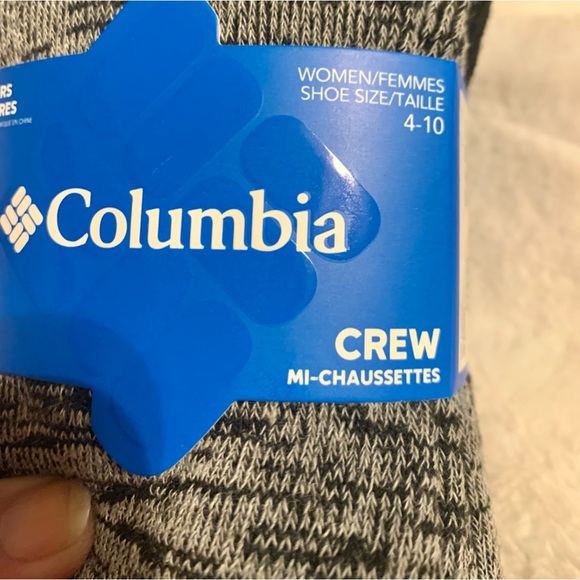 WOMEN/FEMMES
SHOE SIZE/TAILLE
4-10
Columbia
CREW
MI-CHAUSSETTES